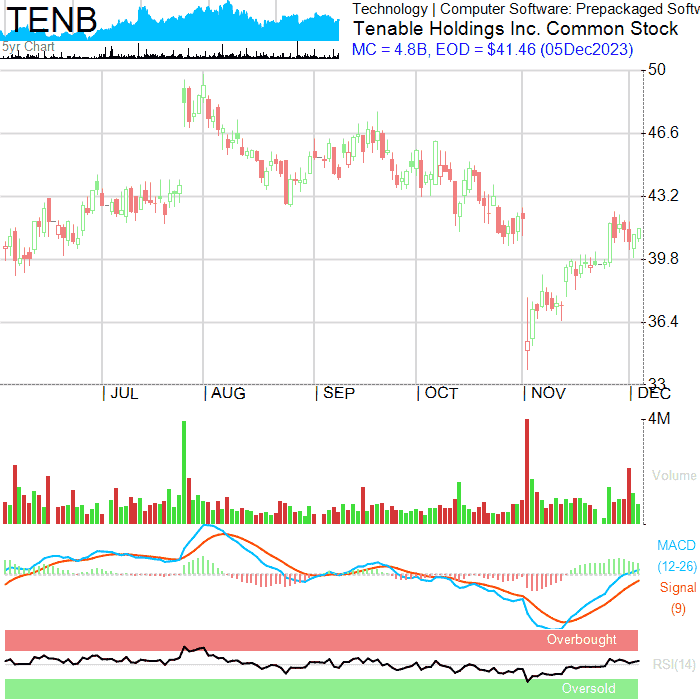 TENB
5yr Chart
Technology | Computer Software: Prepackaged Softw
Tenable Holdings Inc. Common Stock
MC = 4.8B, EOD = $41.46 (05Dec2023)
50
46.6
43.2
39.8
36.4
33
| JUL | AUG | SEP | OCT | NOV | DEC
4M
Volume
MACD
(12-26)
Signal
(9)
Overbought
RSI(14)
Oversold